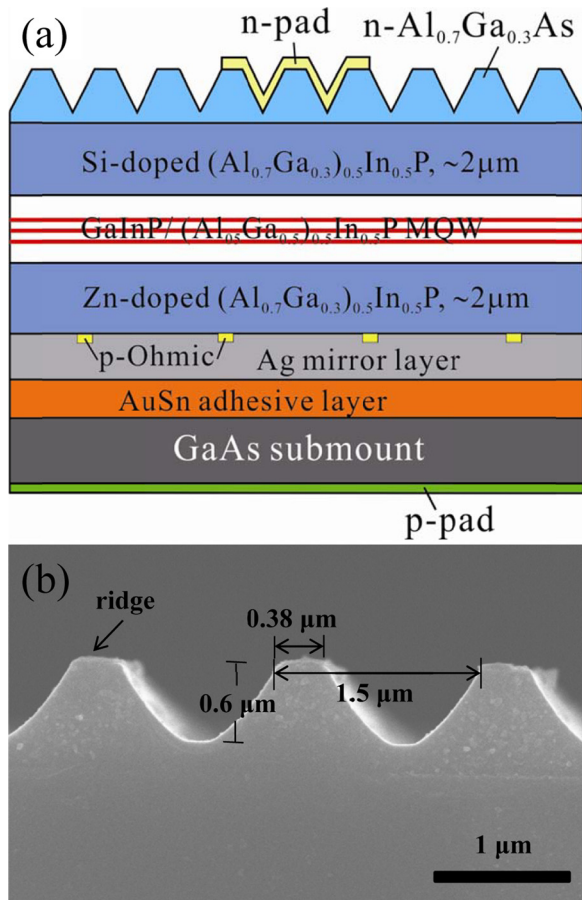 (a)
n-pad
n-Al₀.₇Ga₀.₃As
Si-doped (Al₀.₇Ga₀.₃)₀.₅In₀.₅P, ~2μm
GaInP/ (Al₀₅Ga₀.₅)₀.₅In₀.₅P MQW
Zn-doped (Al₀.₇Ga₀.₃)₀.₅In₀.₅P, ~2μm
p-Ohmic
Ag mirror layer
AuSn adhesive layer
GaAs submount
p-pad
(b)
ridge
0.38 μm
0.6 μm
1.5 μm
1 μm